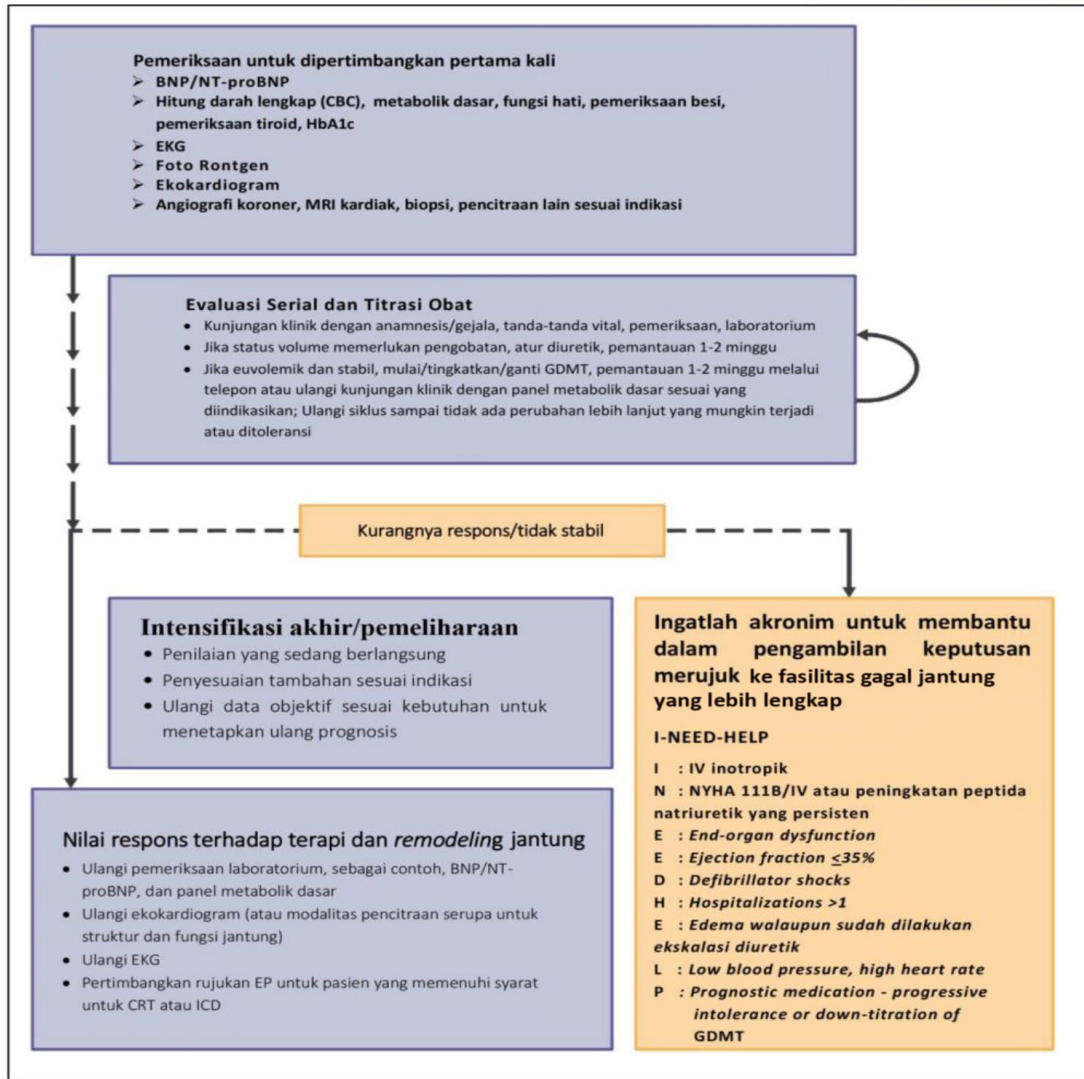 Pemeriksaan untuk dipertimbangkan pertama kali
➢ BNP/NT-proBNP
➢ Hitung darah lengkap (CBC), metabolik dasar, fungsi hati, pemeriksaan besi,
pemeriksaan tiroid, HbA1c
➢ EKG
➢ Foto Rontgen
➢ Ekokardiogram
➢ Angiografi koroner, MRI kardiak, biopsi, pencitraan lain sesuai indikasi
Evaluasi Serial dan Titrasi Obat
• Kunjungan klinik dengan anamnesis/gejala, tanda-tanda vital, pemeriksaan, laboratorium
• Jika status volume memerlukan pengobatan, atur diuretik, pemantauan 1-2 minggu
• Jika euvolemik dan stabil, mulai/tingkatkan/ganti GDMT, pemantauan 1-2 minggu melalui
telepon atau ulangi kunjungan klinik dengan panel metabolik dasar sesuai yang
diindikasikan; Ulangi siklus sampai tidak ada perubahan lebih lanjut yang mungkin terjadi
atau ditoleransi
Kurangnya respons/tidak stabil
Intensifikasi akhir/pemeliharaan
• Penilaian yang sedang berlangsung
• Penyesuaian tambahan sesuai indikasi
• Ulangi data objektif sesuai kebutuhan untuk
menetapkan ulang prognosis
Nilai respons terhadap terapi dan remodeling jantung
• Ulangi pemeriksaan laboratorium, sebagai contoh, BNP/NT-
proBNP, dan panel metabolik dasar
• Ulangi ekokardiogram (atau modalitas pencitraan serupa untuk
struktur dan fungsi jantung)
• Ulangi EKG
• Pertimbangkan rujukan EP untuk pasien yang memenuhi syarat
untuk CRT atau ICD
Ingatlah akronim untuk membantu
dalam pengambilan keputusan
merujuk ke fasilitas gagal jantung
yang lebih lengkap
I-NEED-HELP
I : IV inotropik
N : NYHA 111B/IV atau peningkatan peptida
natriuretik yang persisten
E : End-organ dysfunction
E : Ejection fraction ≤35%
D : Defibrillator shocks
H : Hospitalizations >1
E : Edema walaupun sudah dilakukan
ekskalasi diuretik
L : Low blood pressure, high heart rate
P : Prognostic medication - progressive
intolerance or down-titration of
GDMT